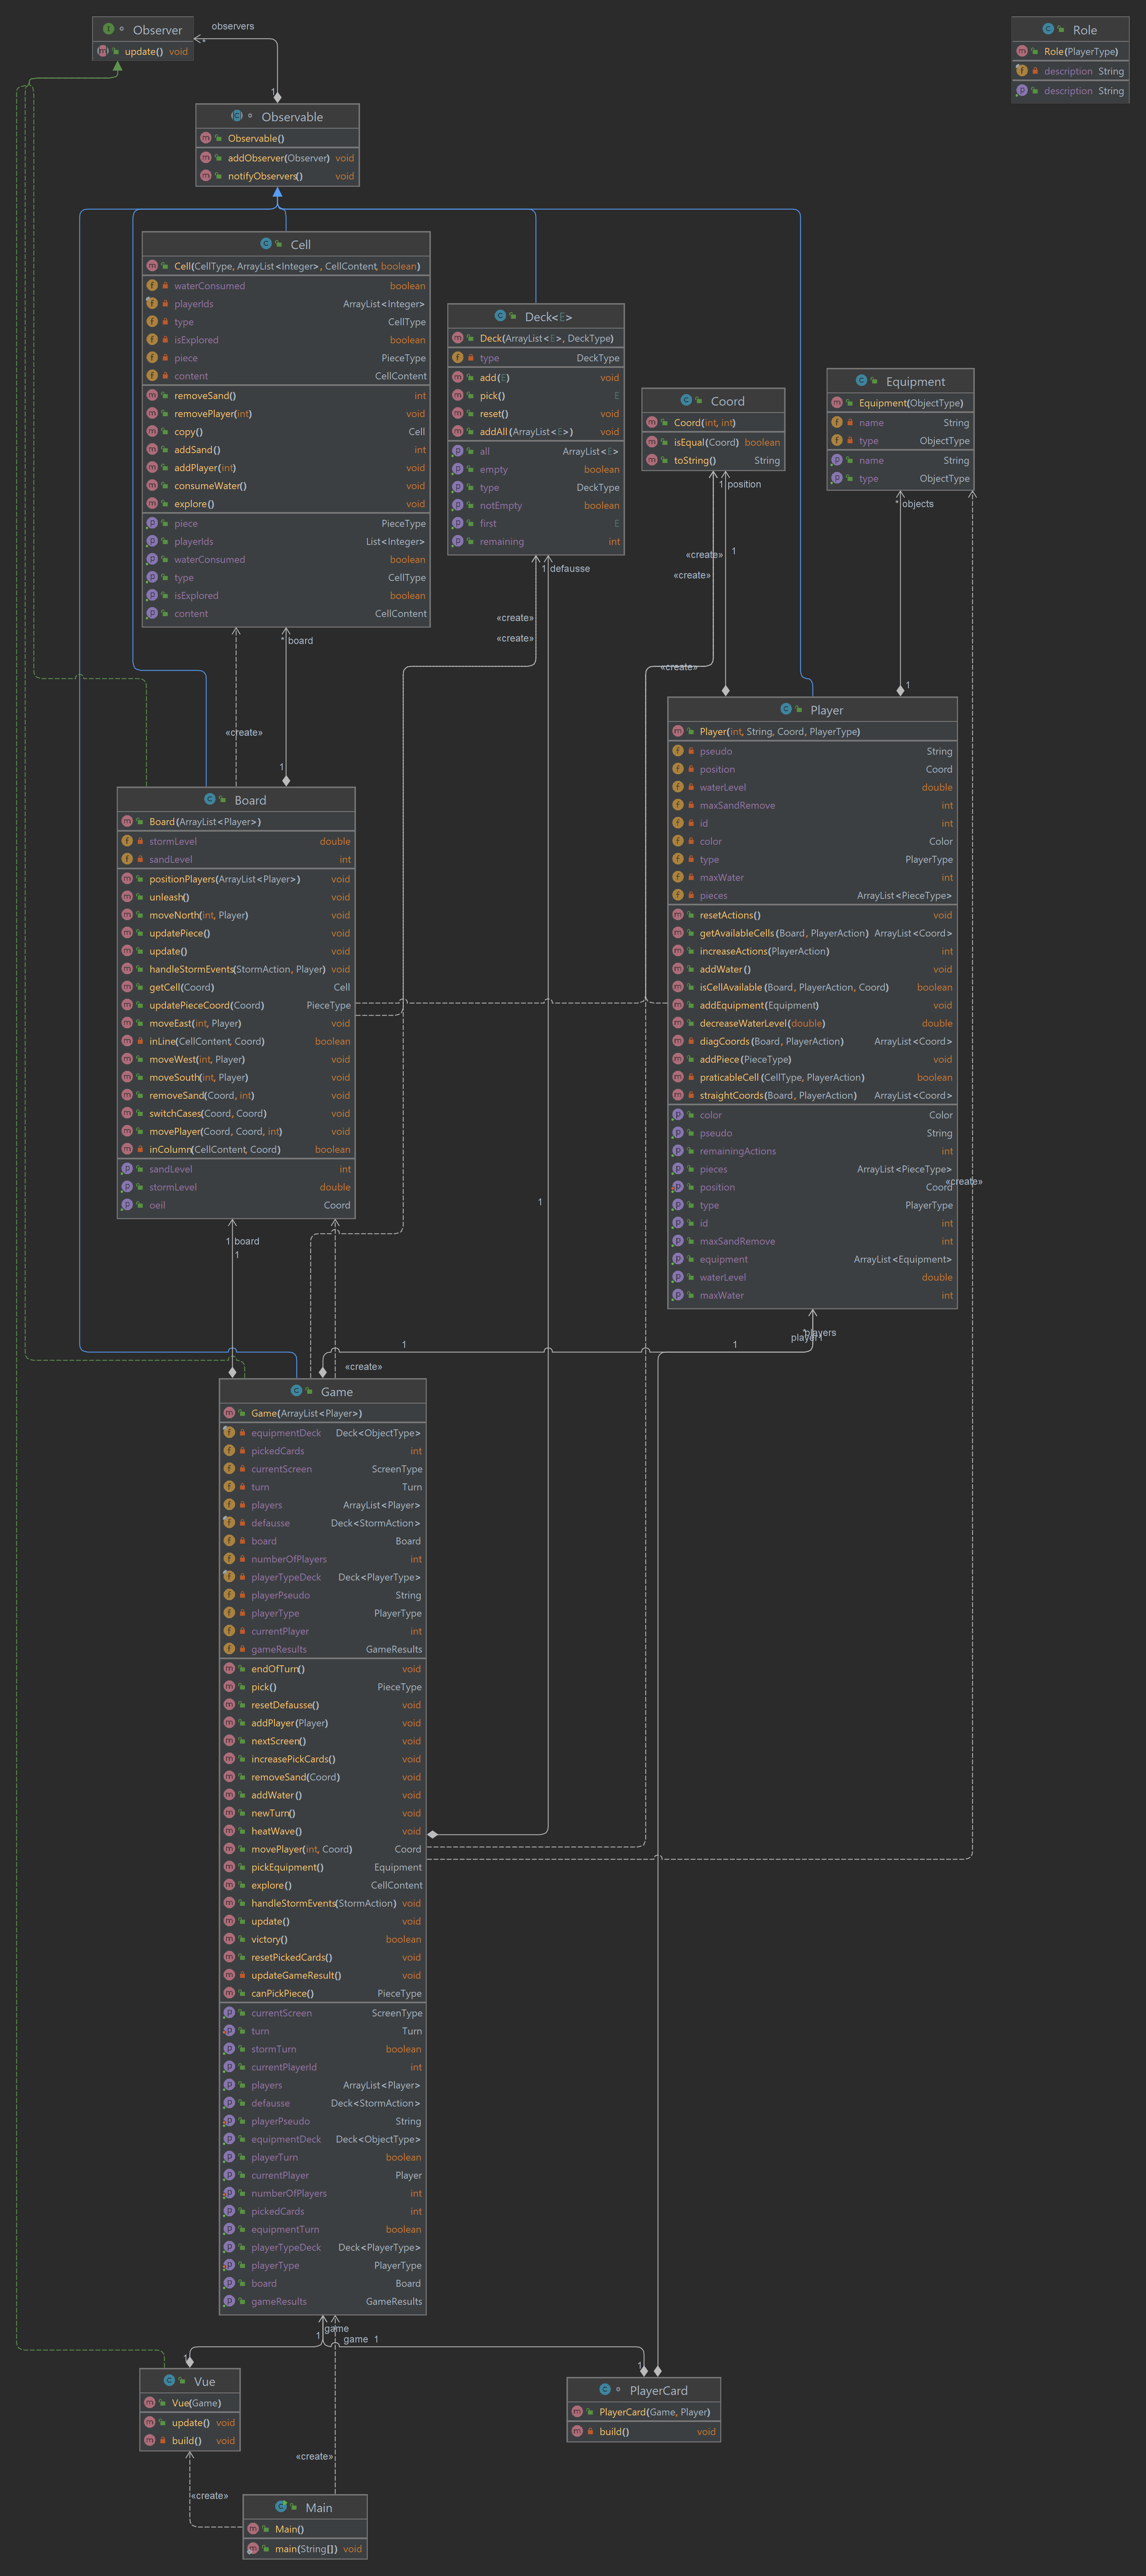 Observer
update() void
observers
*
1
Role
Role(PlayerType)
description String
description String
Observable
Observable()
addObserver(Observer) void
notifyObservers() void
Cell
Cell(CellType, ArrayList<Integer>, CellContent, boolean)
waterConsumed boolean
playerIds ArrayList<Integer>
type CellType
isExplored boolean
piece PieceType
content CellContent
removeSand() int
removePlayer(int) void
copy() Cell
addSand() int
addPlayer(int) void
consumeWater() void
explore() void
piece PieceType
playerIds List<Integer>
waterConsumed boolean
type CellType
isExplored boolean
content CellContent
Deck<E>
Deck(ArrayList<E>, DeckType)
type DeckType
add(E) void
pick() E
reset() void
addAll(ArrayList<E>) void
all ArrayList<E>
empty boolean
type DeckType
notEmpty boolean
first E
remaining int
Coord
Coord(int, int)
isEqual(Coord) boolean
toString() String
Equipment
Equipment(ObjectType)
name String
type ObjectType
name String
type ObjectType
1 position
* objects
«create»
1
«create»
1 defausse
«create»
«create»
* board
«create»
1
«create»
1
Player
Player(int, String, Coord, PlayerType)
pseudo String
position Coord
waterLevel double
maxSandRemove int
id int
color Color
type PlayerType
maxWater int
pieces ArrayList<PieceType>
resetActions() void
getAvailableCells(Board, PlayerAction) ArrayList<Coord>
increaseActions(PlayerAction) int
addWater() void
isCellAvailable(Board, PlayerAction, Coord) boolean
addEquipment(Equipment) void
decreaseWaterLevel(double) double
diagCoords(Board, PlayerAction) ArrayList<Coord>
addPiece(PieceType) void
praticableCell(CellType, PlayerAction) boolean
straightCoords(Board, PlayerAction) ArrayList<Coord>
color Color
pseudo String
remainingActions int
pieces ArrayList<PieceType>
position Coord
type PlayerType
id int
maxSandRemove int
equipment ArrayList<Equipment>
waterLevel double
maxWater int
«create»
Board
Board(ArrayList<Player>)
stormLevel double
sandLevel int
positionPlayers(ArrayList<Player>) void
unleash() void
moveNorth(int, Player) void
updatePiece() void
update() void
handleStormEvents(StormAction, Player) void
getCell(Coord) Cell
updatePieceCoord(Coord) PieceType
moveEast(int, Player) void
inLine(CellContent, Coord) boolean
moveWest(int, Player) void
moveSouth(int, Player) void
removeSand(Coord, int) void
switchCases(Coord, Coord) void
movePlayer(Coord, Coord, int) void
inColumn(CellContent, Coord) boolean
sandLevel int
stormLevel double
oeil Coord
1
1 board
1
* players
player
1
1
1
«create»
Game
Game(ArrayList<Player>)
equipmentDeck Deck<ObjectType>
pickedCards int
currentScreen ScreenType
turn Turn
players ArrayList<Player>
defausse Deck<StormAction>
board Board
numberOfPlayers int
playerTypeDeck Deck<PlayerType>
playerPseudo String
playerType PlayerType
currentPlayer int
gameResults GameResults
endOfTurn() void
pick() PieceType
resetDefausse() void
addPlayer(Player) void
nextScreen() void
increasePickCards() void
removeSand(Coord) void
addWater() void
newTurn() void
heatWave() void
movePlayer(int, Coord) Coord
pickEquipment() Equipment
explore() CellContent
handleStormEvents(StormAction) void
update() void
victory() boolean
resetPickedCards() void
updateGameResult() void
canPickPiece() PieceType
currentScreen ScreenType
turn Turn
stormTurn boolean
currentPlayerId int
players ArrayList<Player>
defausse Deck<StormAction>
playerPseudo String
equipmentDeck Deck<ObjectType>
playerTurn boolean
currentPlayer Player
numberOfPlayers int
pickedCards int
equipmentTurn boolean
playerTypeDeck Deck<PlayerType>
playerType PlayerType
board Board
gameResults GameResults
game
1
game 1
1
1
Vue
Vue(Game)
update() void
build() void
PlayerCard
PlayerCard(Game, Player)
build() void
«create»
«create»
Main
Main()
main(String[]) void